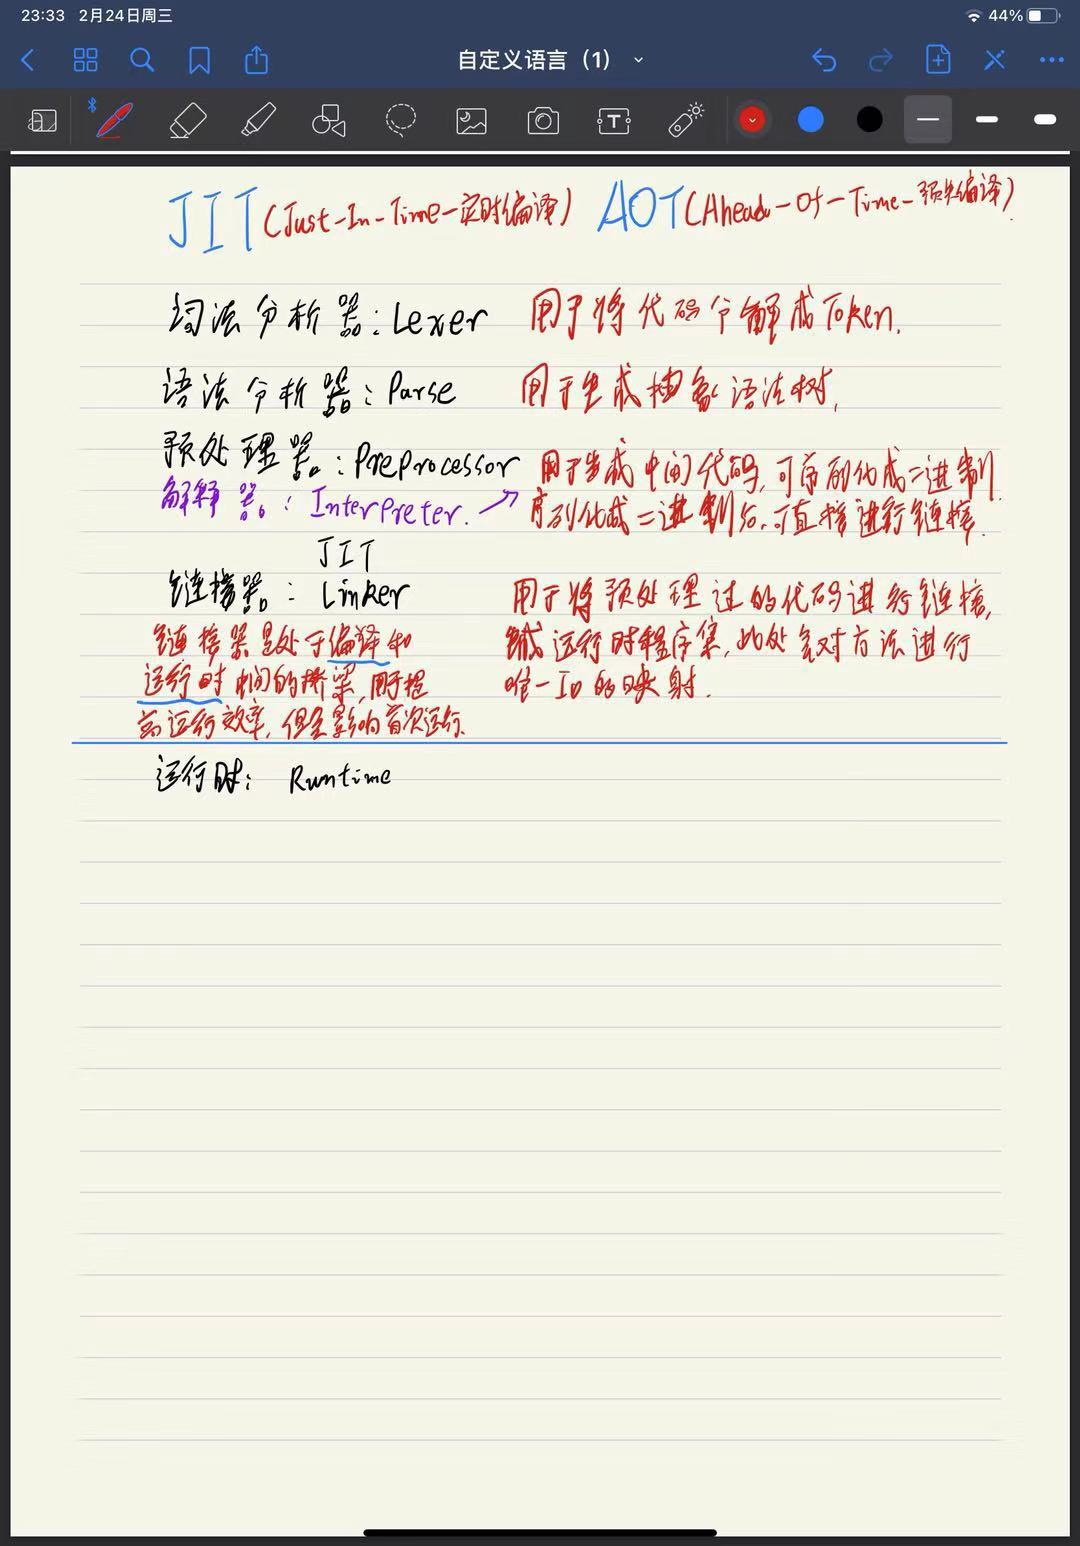 23:33 2月24日周三
44%
自定义语言（1）
JIT(Just-In-Time-实时编译) AOT(Ahead-Of-Time-预先编译)
词法分析器：Lexer 用于将代码分解成Token.
语法分析器：Parse 用于生成抽象语法树,
预处理器：PreProcessor 用于生成中间代码,可序列化成二进制
解释器：InterPreter. → 序列化成二进制后,可直接进行链接.
JIT
链接器：Linker 用于将预处理过的代码进行链接,
链接器是处于编译和 运行时程序集,此处会对方法进行
运行时中间的桥梁,用于提 唯一ID的映射.
高运行效率,但会影响首次运行.
运行时：Runtime